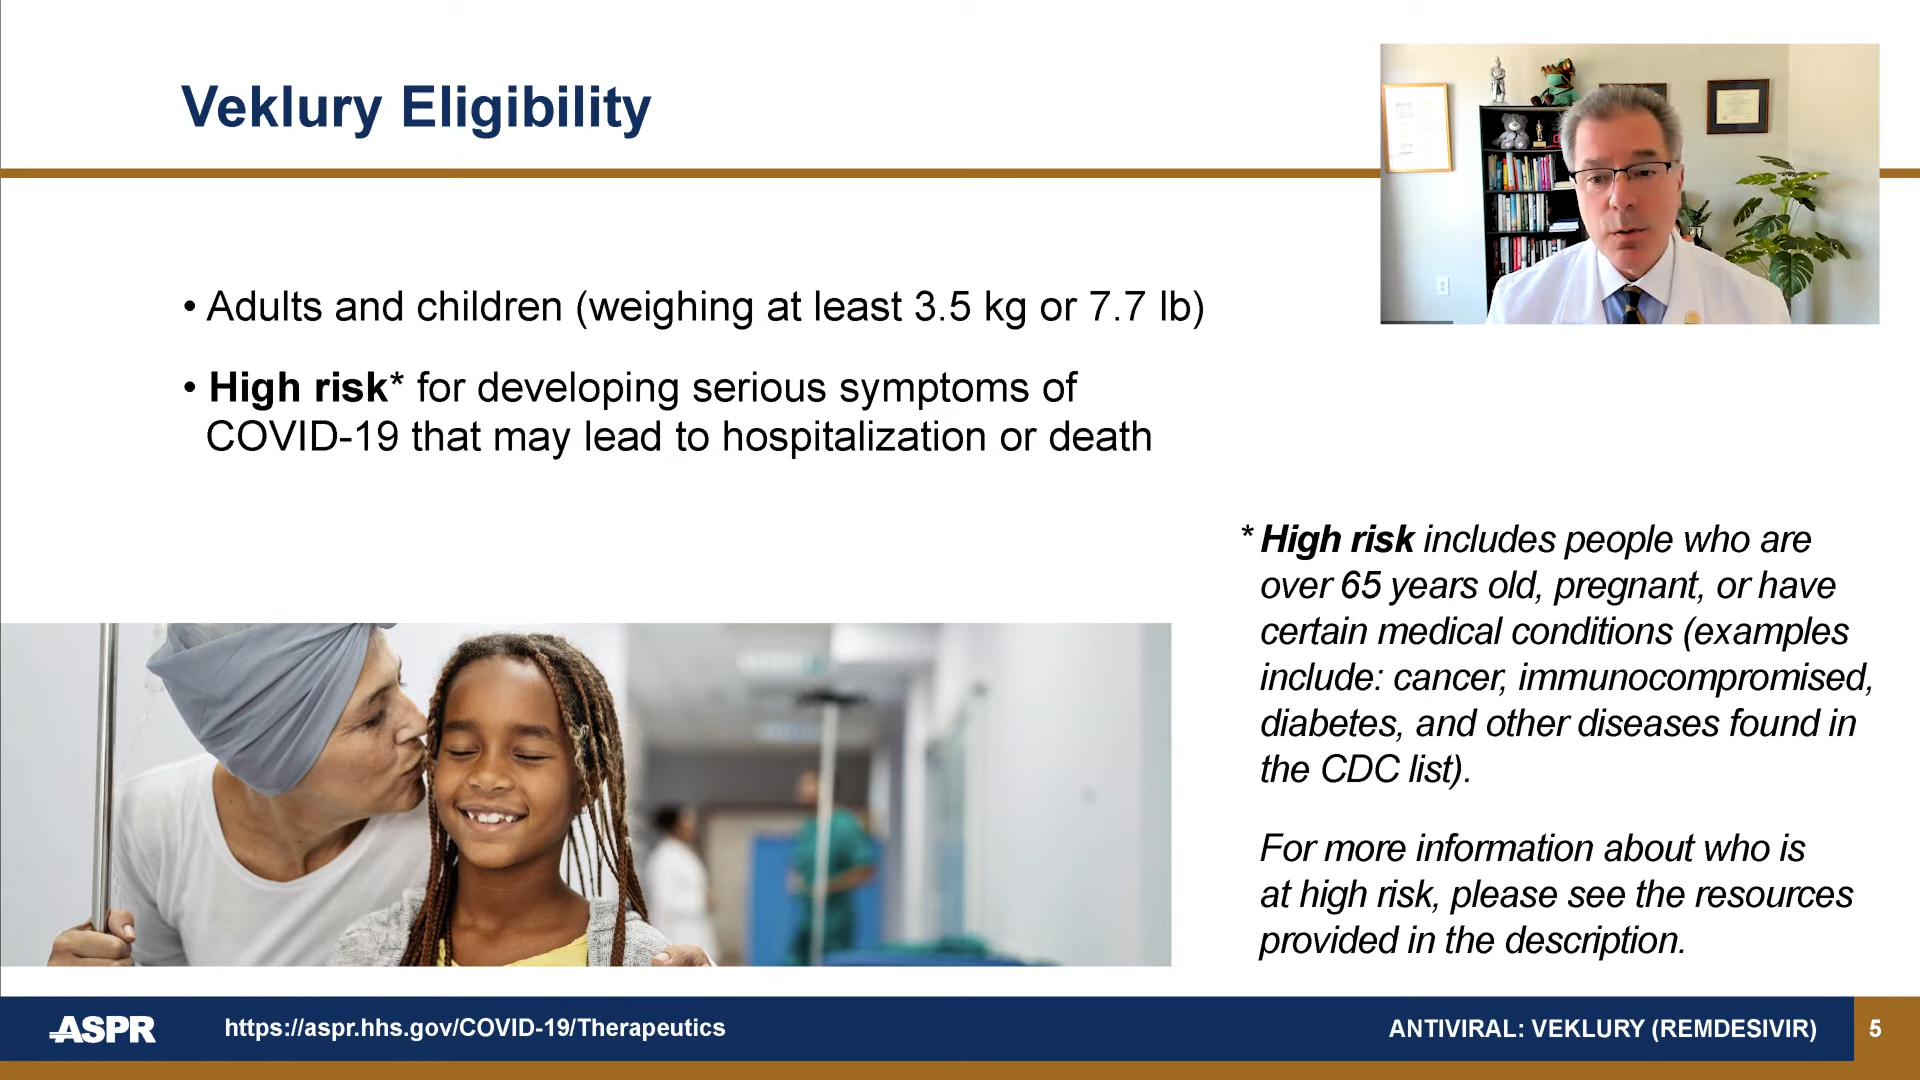 Veklury Eligibility
• Adults and children (weighing at least 3.5 kg or 7.7 lb)
• High risk* for developing serious symptoms of
COVID-19 that may lead to hospitalization or death
* High risk includes people who are
over 65 years old, pregnant, or have
certain medical conditions (examples
include: cancer, immunocompromised,
diabetes, and other diseases found in
the CDC list).
For more information about who is
at high risk, please see the resources
provided in the description.
ASPR
https://aspr.hhs.gov/COVID-19/Therapeutics
ANTIVIRAL: VEKLURY (REMDESIVIR)
5